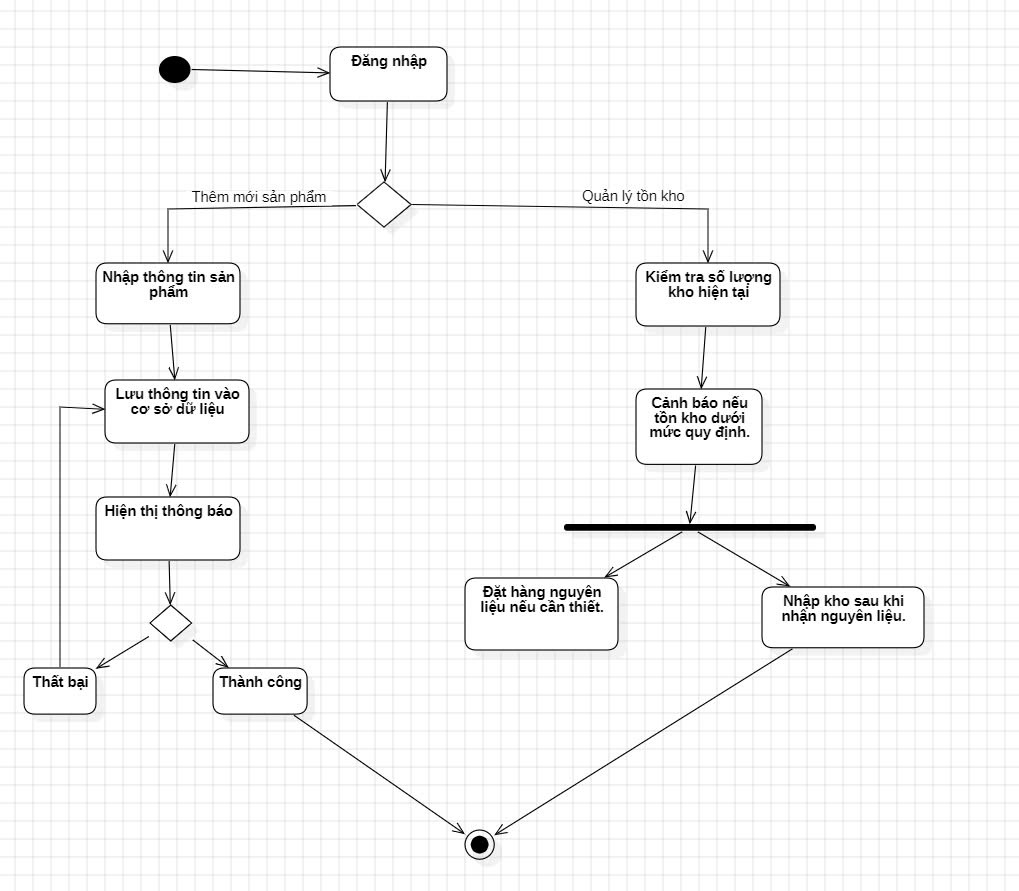 Đăng nhập
Thêm mới sản phẩm
Quản lý tồn kho
Nhập thông tin sản
phẩm
Kiểm tra số lượng
kho hiện tại
Lưu thông tin vào
cơ sở dữ liệu
Cảnh báo nếu
tồn kho dưới
mức quy định.
Hiện thị thông báo
Đặt hàng nguyên
liệu nếu cần thiết.
Nhập kho sau khi
nhận nguyên liệu.
Thất bại
Thành công